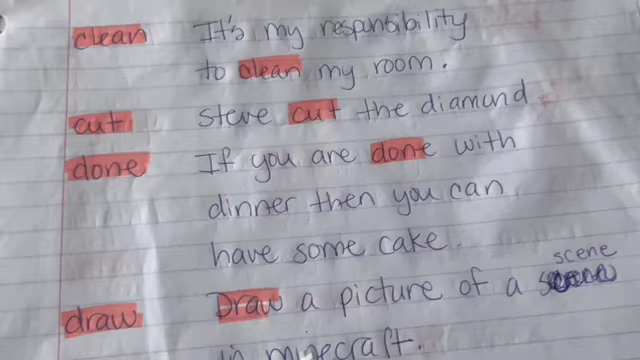 clean It's my responsibility
to clean my room.
cut Steve cut the diamond
done If you are done with
dinner then you can
have some cake.
scene
draw Draw a picture of a
in minecraft.